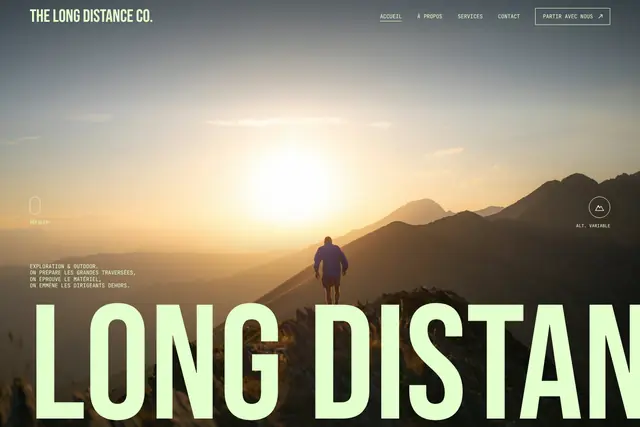 THE LONG DISTANCE CO.
ACCUEIL
À PROPOS
SERVICES
CONTACT
PARTIR AVEC NOUS
ALT. VARIABLE
EXPLORATION & OUTDOOR.
ON PRÉPARE LES GRANDES TRAVERSÉES,
ON ÉPROUVE LE MATÉRIEL,
ON EMMÈNE LES DIRIGEANTS DEHORS.
LONG DISTAN